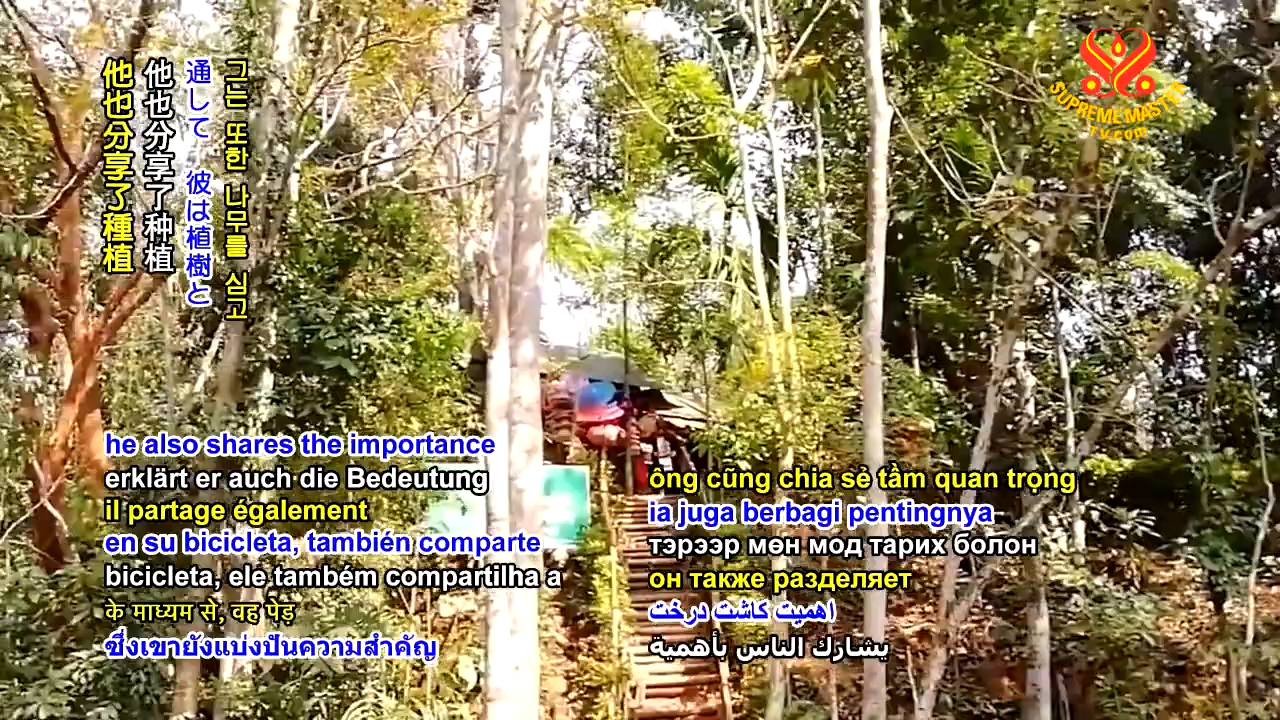 他也分享了種植
他也分享了种植
通して、彼は植樹と
그는 또한 나무를 심고
SUPREME MASTER
TV.com
he also shares the importance
erklärt er auch die Bedeutung
il partage également
en su bicicleta, también comparte
bicicleta, ele também compartilha a
के माध्यम से, वह पेड़
ซึ่งเขายังแบ่งปันความสำคัญ
ông cũng chia sẻ tầm quan trọng
ia juga berbagi pentingnya
тэрээр мөн мод тарих болон
он также разделяет
اهمیت کاشت درخت
يشارك الناس بأهمية